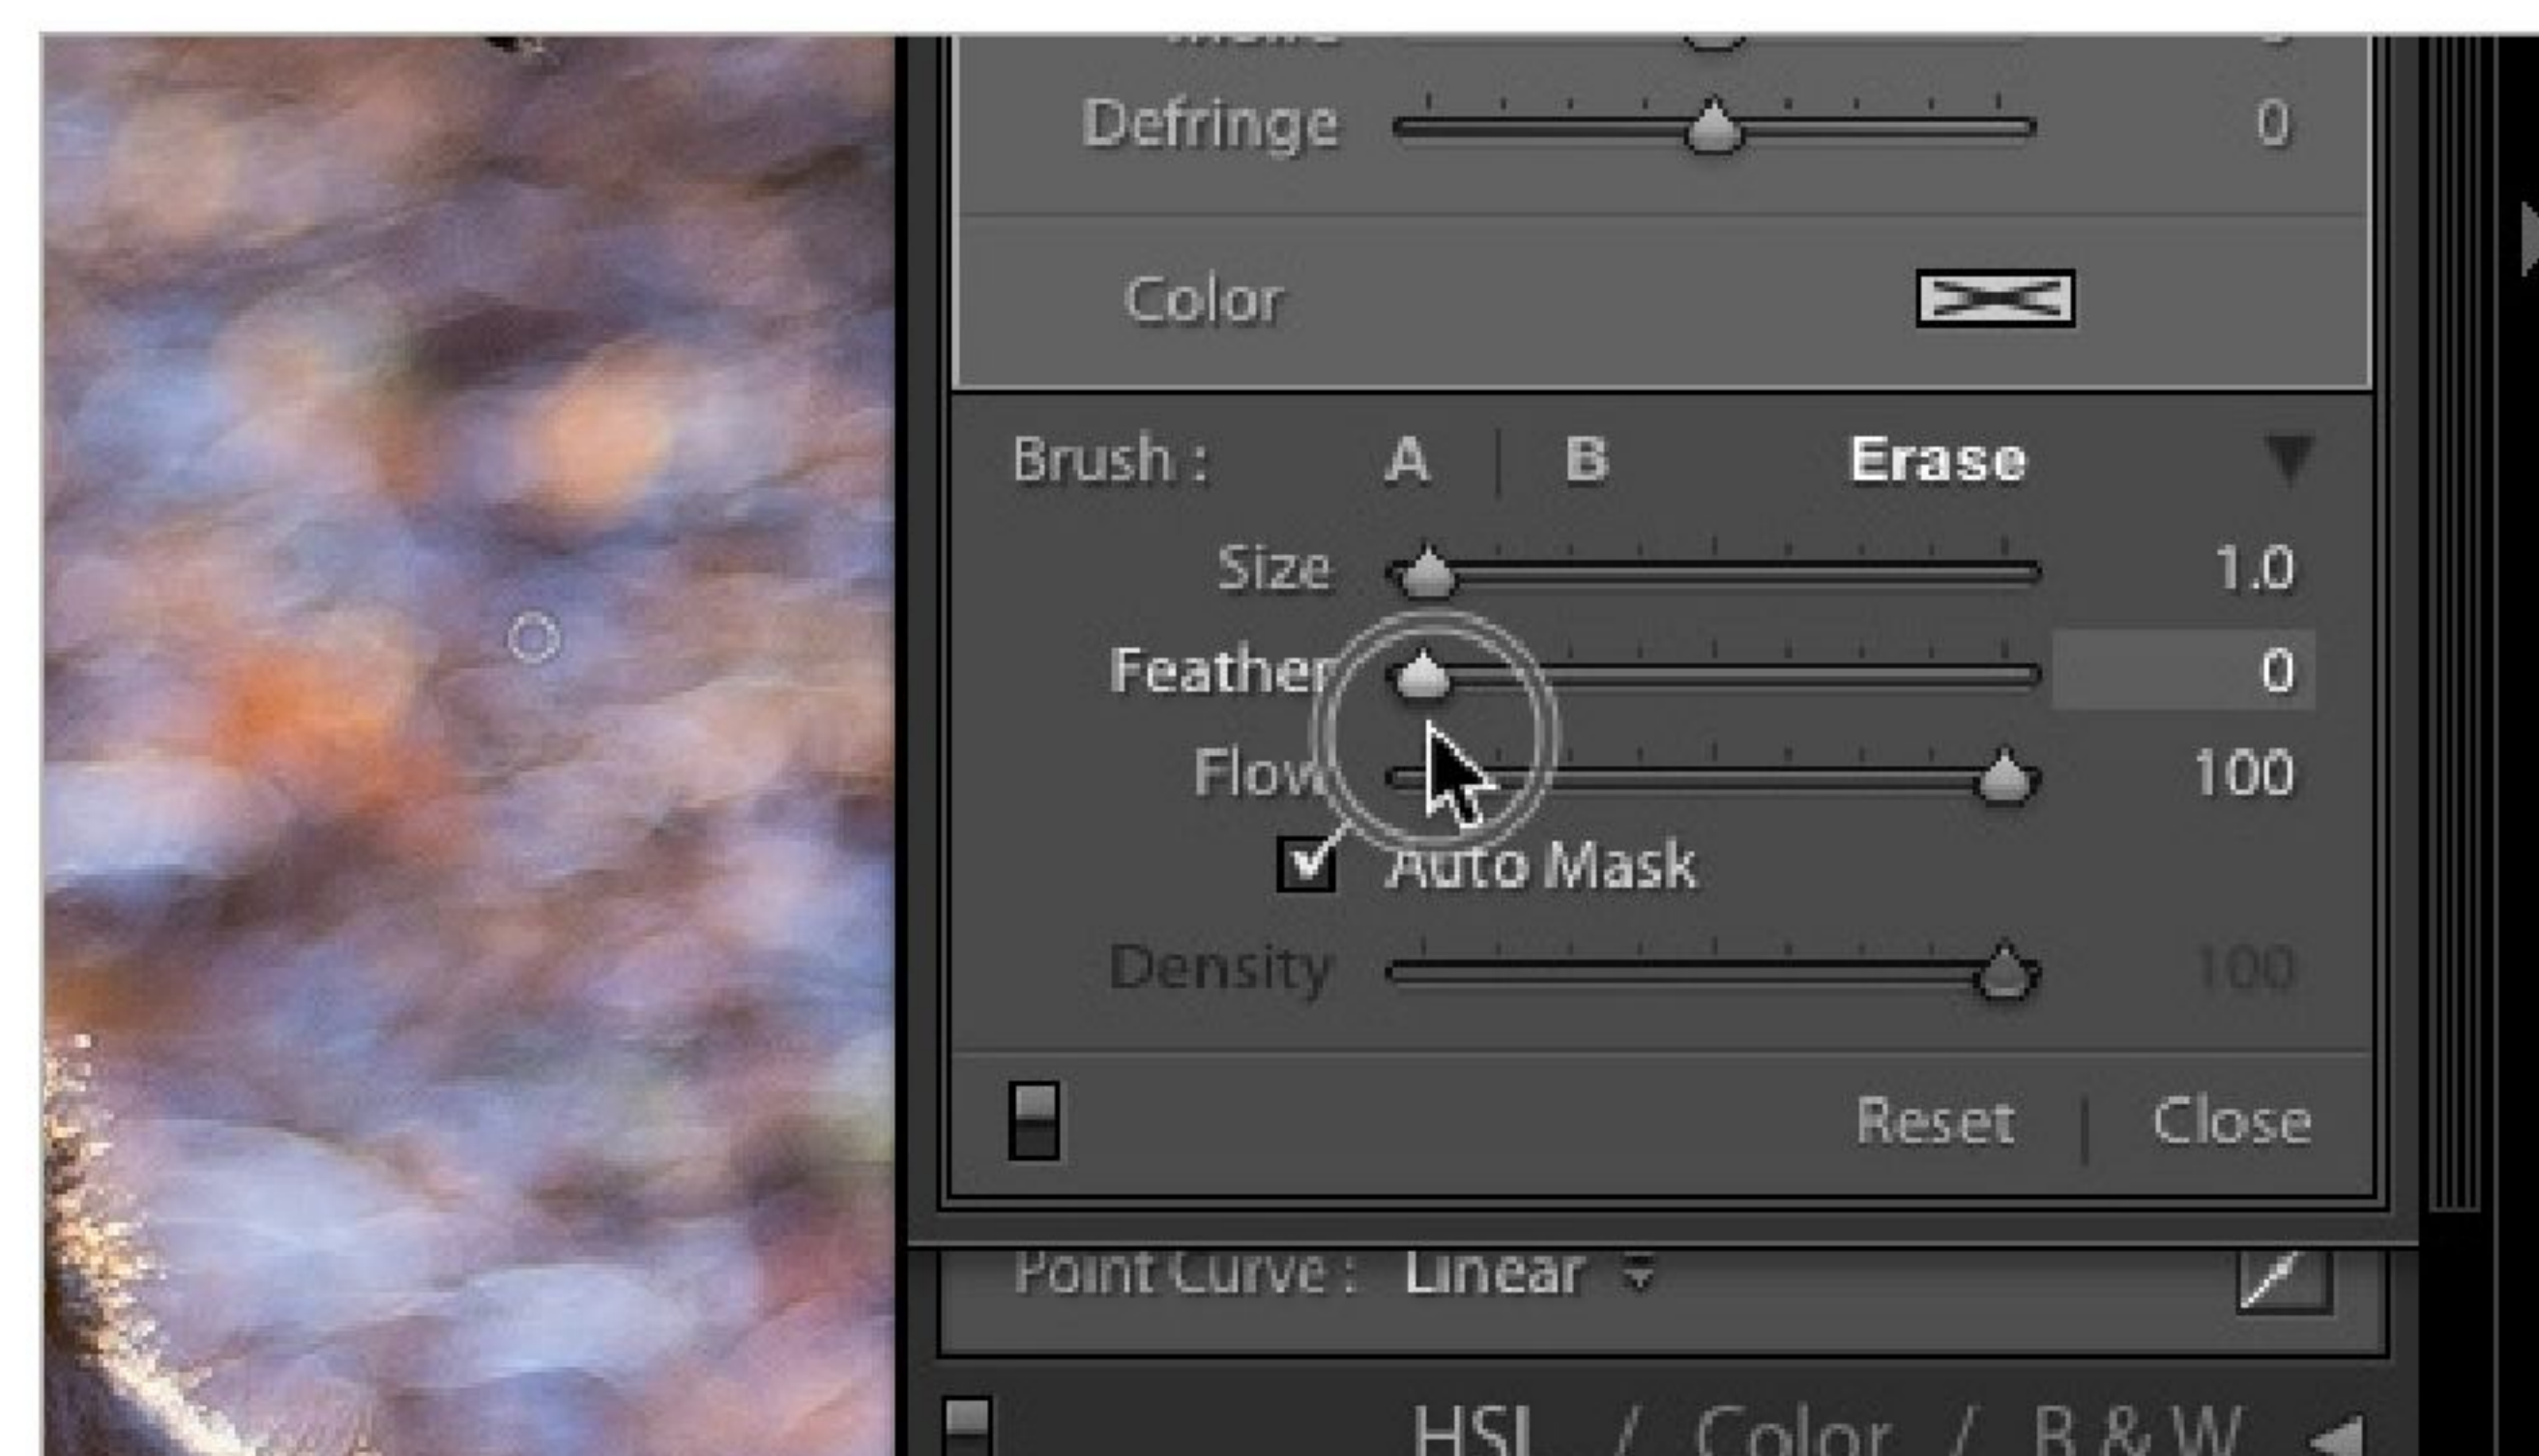 Defringe 0
Color
Brush : A | B Erase
Size 1.0
Feather 0
Flow 100
Auto Mask
Density 100
Reset | Close
Point Curve : Linear
HSL / Color / B & W